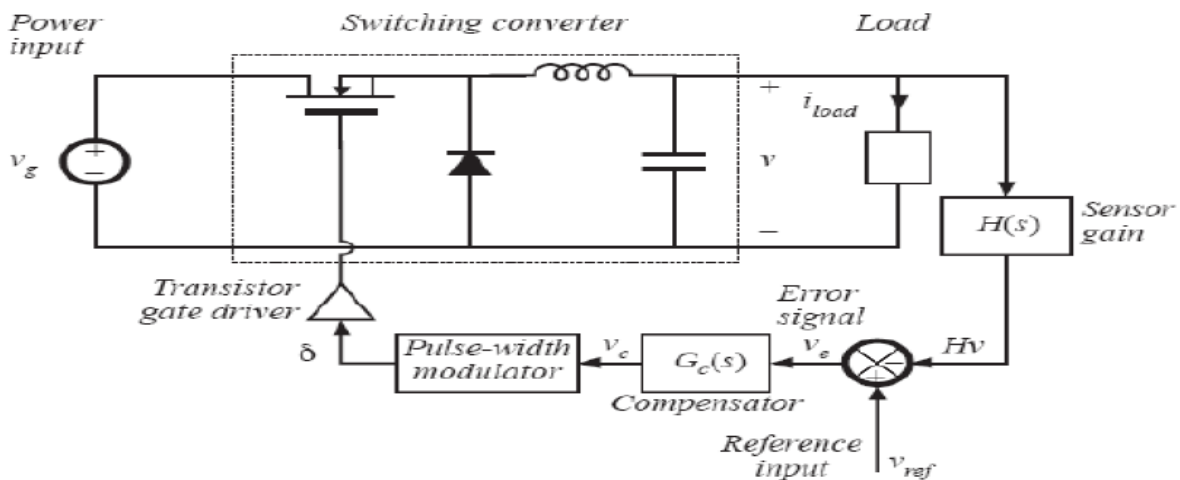 Power
input
Switching converter
Load
+
−
v_g
+
v
−
i_load
H(s)
Sensor
gain
Transistor
gate driver
δ
Pulse-width
modulator
v_c
G_c(s)
Compensator
Error
signal
v_e
−
+
Hv
Reference
input
v_ref